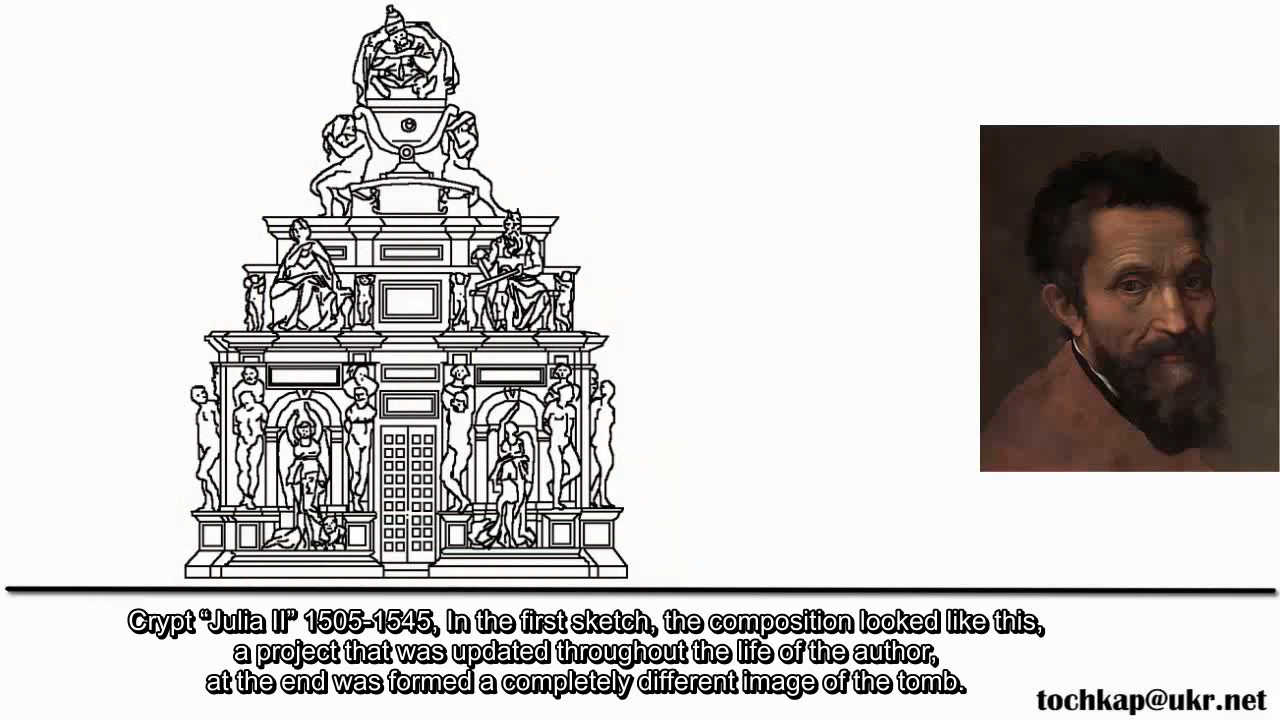 Crypt “Julia II” 1505-1545, In the first sketch, the composition looked like this,
a project that was updated throughout the life of the author,
at the end was formed a completely different image of the tomb.
tochkap@ukr.net